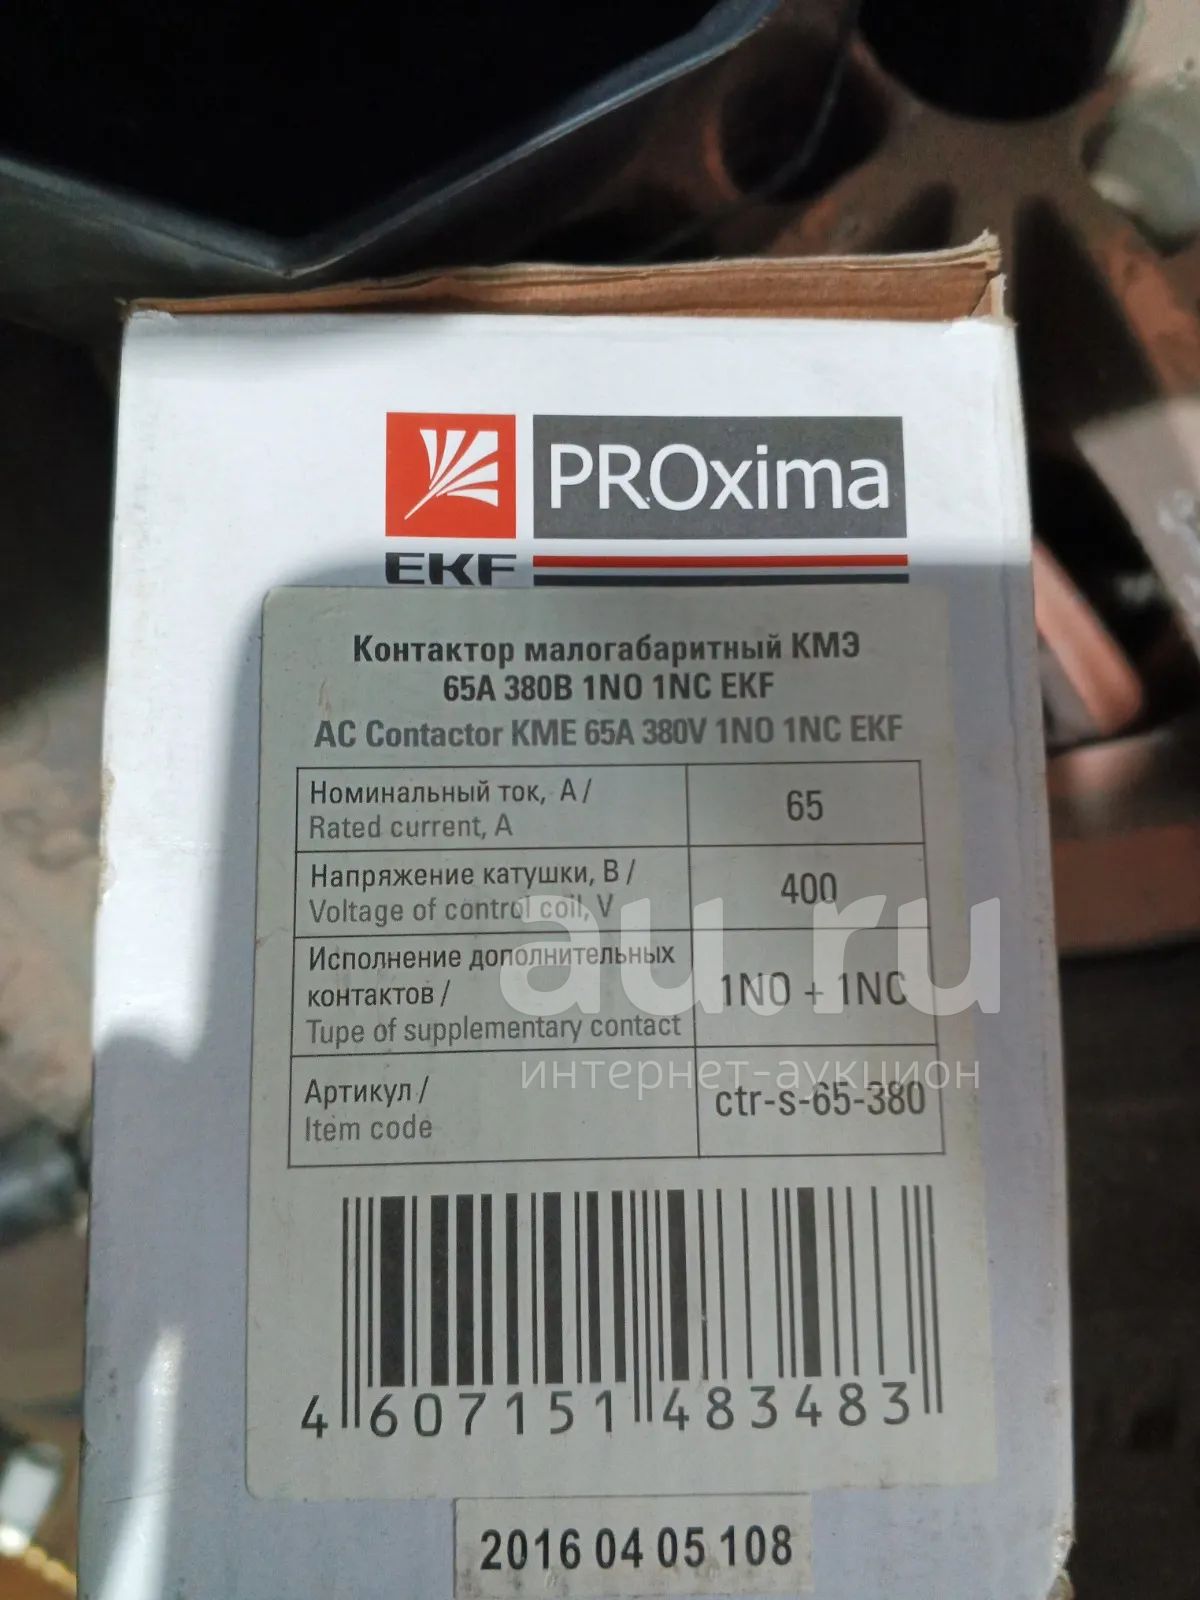 PROxima
EKF
Контактор малогабаритный КМЭ
65А 380В 1NO 1NC EKF
AC Contactor KME 65A 380V 1NO 1NC EKF
Номинальный ток, А /
Rated current, A
65
Напряжение катушки, В /
Voltage of control coil, V
400
Исполнение дополнительных
контактов /
Tupe of supplementary contact
1NO + 1NC
Артикул /
Item code
ctr-s-65-380
au.ru
интернет-аукцион
4 607151 483483
2016 04 05 108